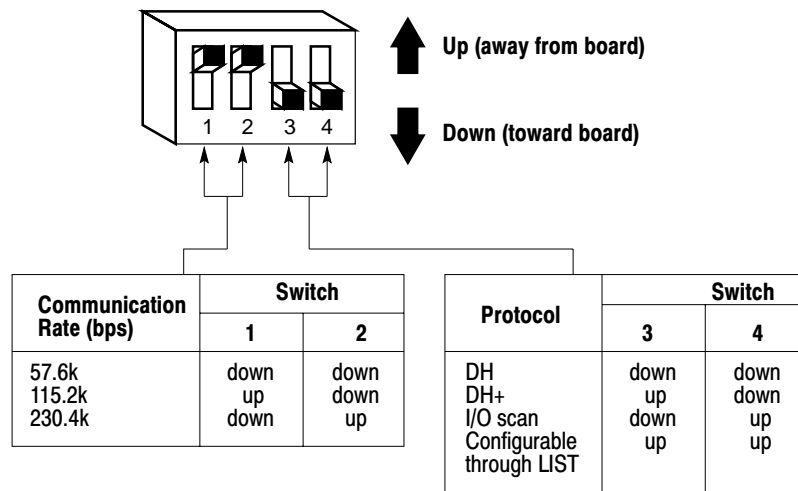 Up (away from board)
1 2 3 4
Down (toward board)
Communication Rate (bps) Switch
1 2
57.6k down down
115.2k up down
230.4k down up
Protocol Switch
3 4
DH down down
DH+ up down
I/O scan down up
Configurable up up
through LIST